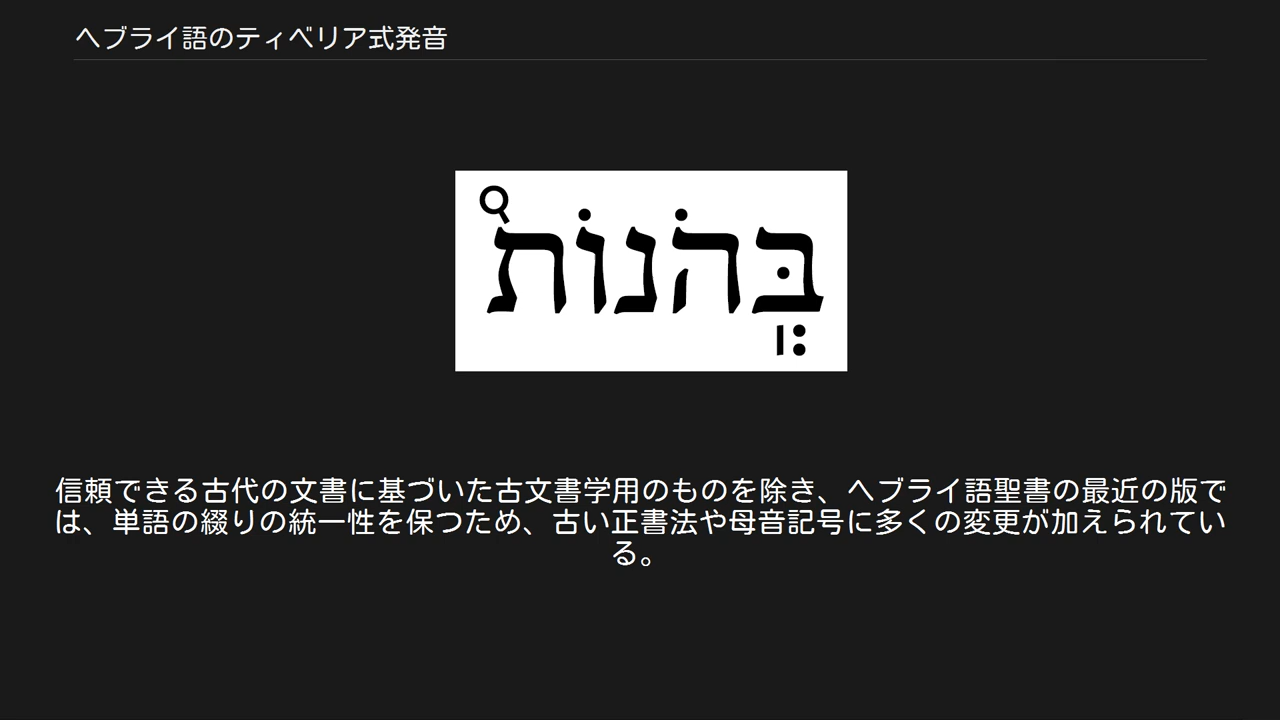 ヘブライ語のティベリア式発音
בְּֽהֹנוֹת֩
信頼できる古代の文書に基づいた古文書学用のものを除き、ヘブライ語聖書の最近の版で
は、単語の綴りの統一性を保つため、古い正書法や母音記号に多くの変更が加えられてい
る。